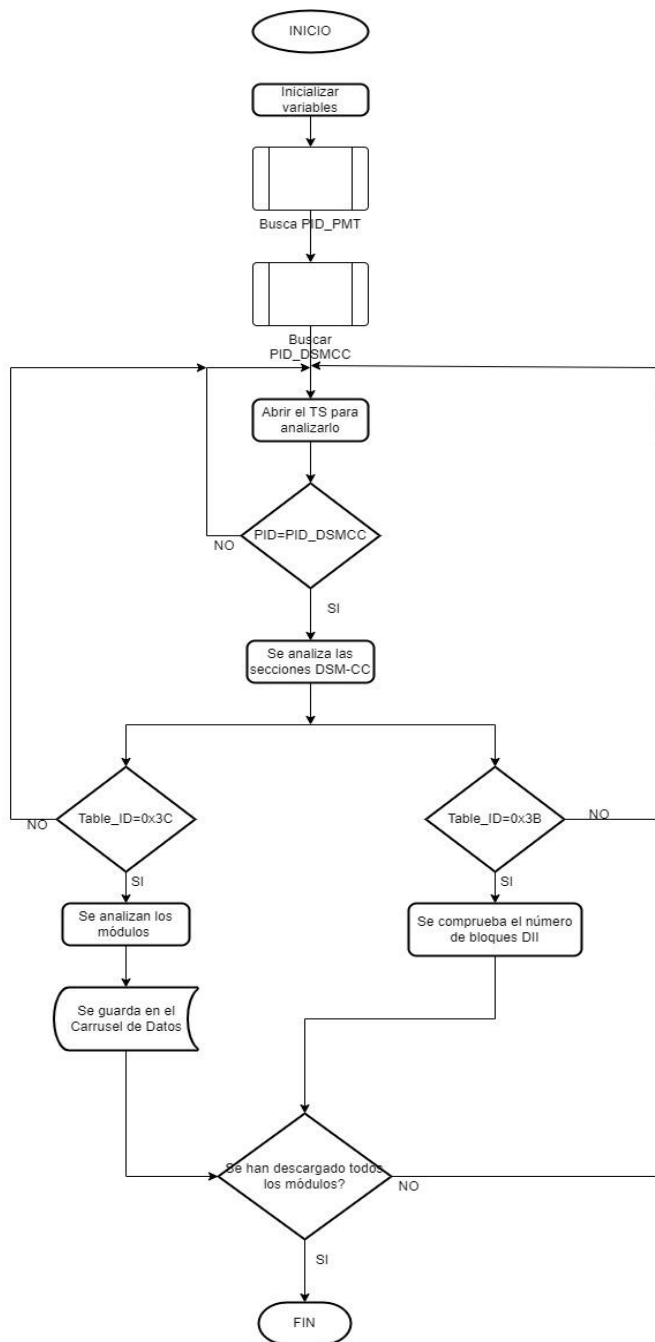 INICIO
Inicializar
variables
Busca PID_PMT
Buscar
PID_DSMCC
Abrir el TS para
analizarlo
PID=PID_DSMCC
NO
SI
Se analiza las
secciones DSM-CC
Table_ID=0x3C
NO
SI
Table_ID=0x3B
NO
SI
Se analizan los
módulos
Se comprueba el número
de bloques DII
Se guarda en el
Carrusel de Datos
Se han descargado todos
los módulos?
NO
SI
FIN